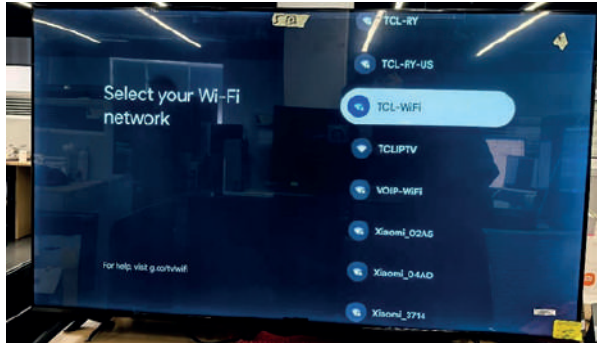 Select your Wi-Fi
network
For help, visit g.co/tv/wifi
TCL-RY
TCL-RY-US
TCL-WiFi
TCLIPTV
VOIP-WiFi
Xiaomi_02A6
Xiaomi_04AD
Xiaomi_3714